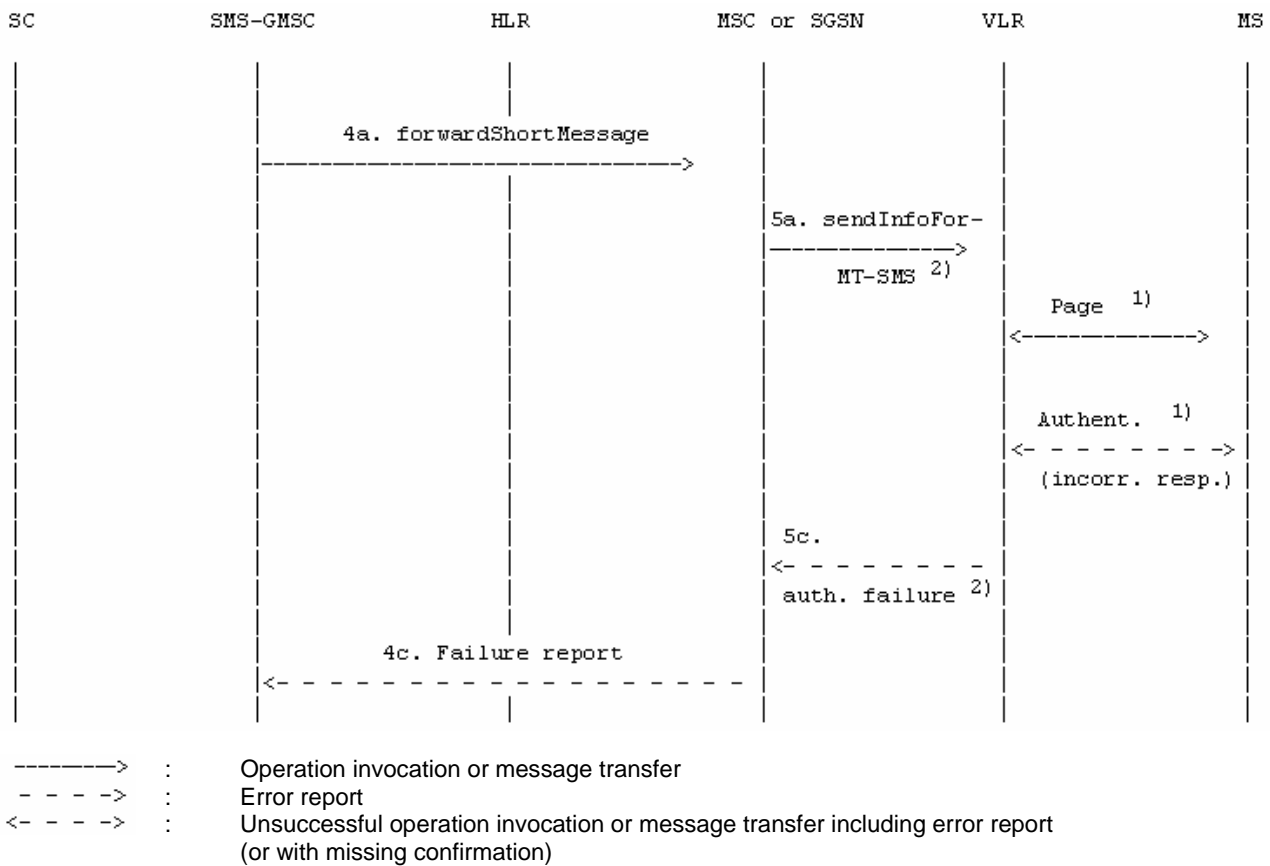 SC SMS-GMSC HLR MSC or SGSN VLR MS
4a. forwardShortMessage
5a. sendInfoFor-
MT-SMS 2)
Page 1)
Authent. 1)
(incorr. resp.)
5c.
auth. failure 2)
4c. Failure report
: Operation invocation or message transfer
: Error report
: Unsuccessful operation invocation or message transfer including error report
(or with missing confirmation)